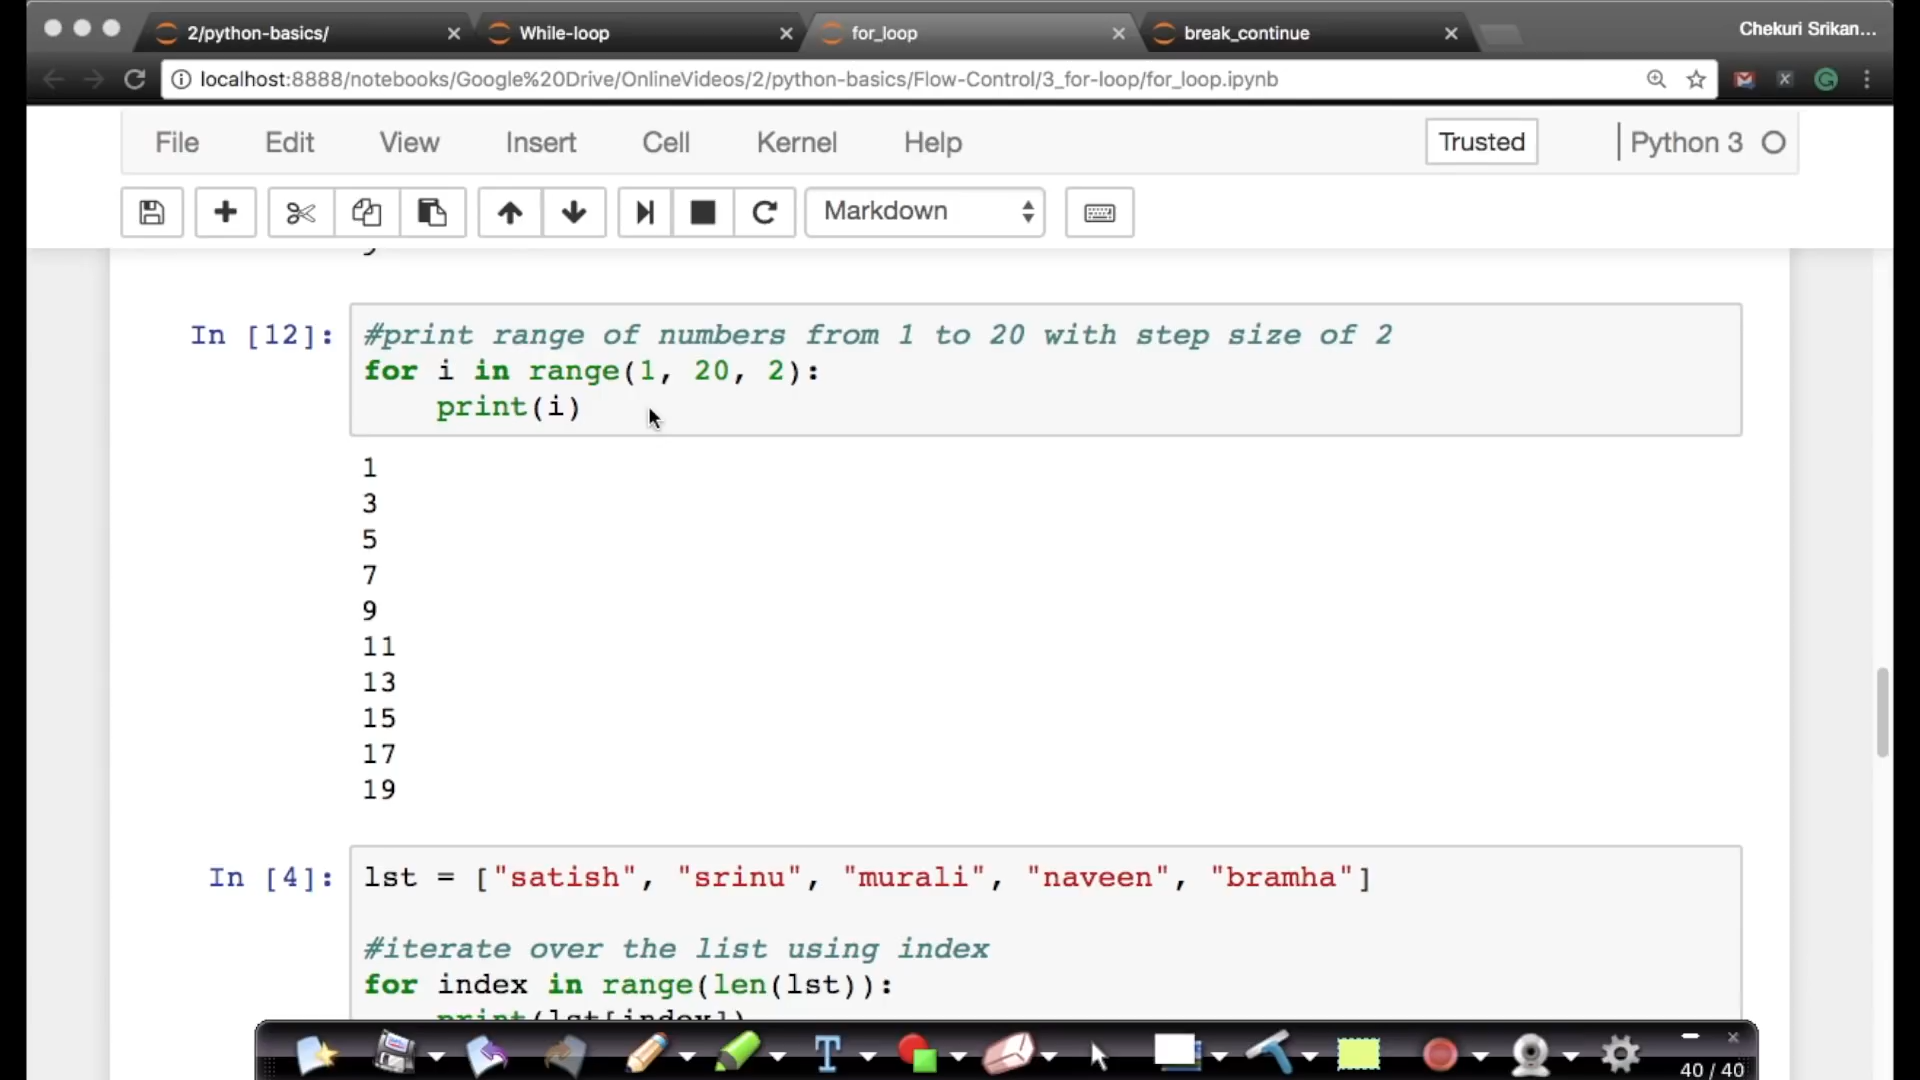 2/python-basics/
While-loop
for_loop
break_continue
Chekuri Srikan...
localhost:8888/notebooks/Google%20Drive/OnlineVideos/2/python-basics/Flow-Control/3_for-loop/for_loop.ipynb
File Edit View Insert Cell Kernel Help
Trusted
Python 3
Markdown
In [12]:
#print range of numbers from 1 to 20 with step size of 2
for i in range(1, 20, 2):
print(i)
1
3
5
7
9
11
13
15
17
19
In [4]:
lst = ["satish", "srinu", "murali", "naveen", "bramha"]
#iterate over the list using index
for index in range(len(lst)):
print(lst[index])
40 / 40